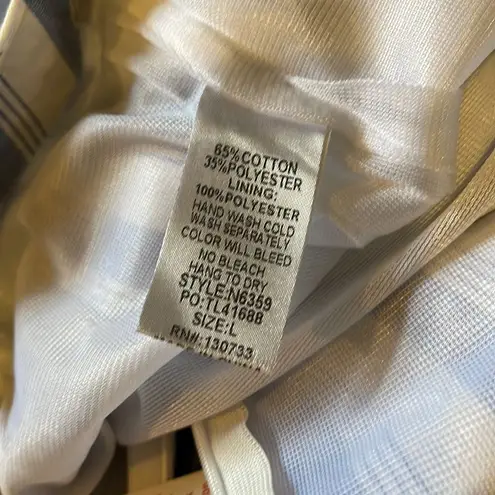 65%COTTON
35%POLYESTER
LINING:
100%POLYESTER
HAND WASH COLD
WASH SEPARATELY
COLOR WILL BLEED
NO BLEACH
HANG TO DRY
STYLE:N6359
PO:TL41688
SIZE:L
RN#:130733